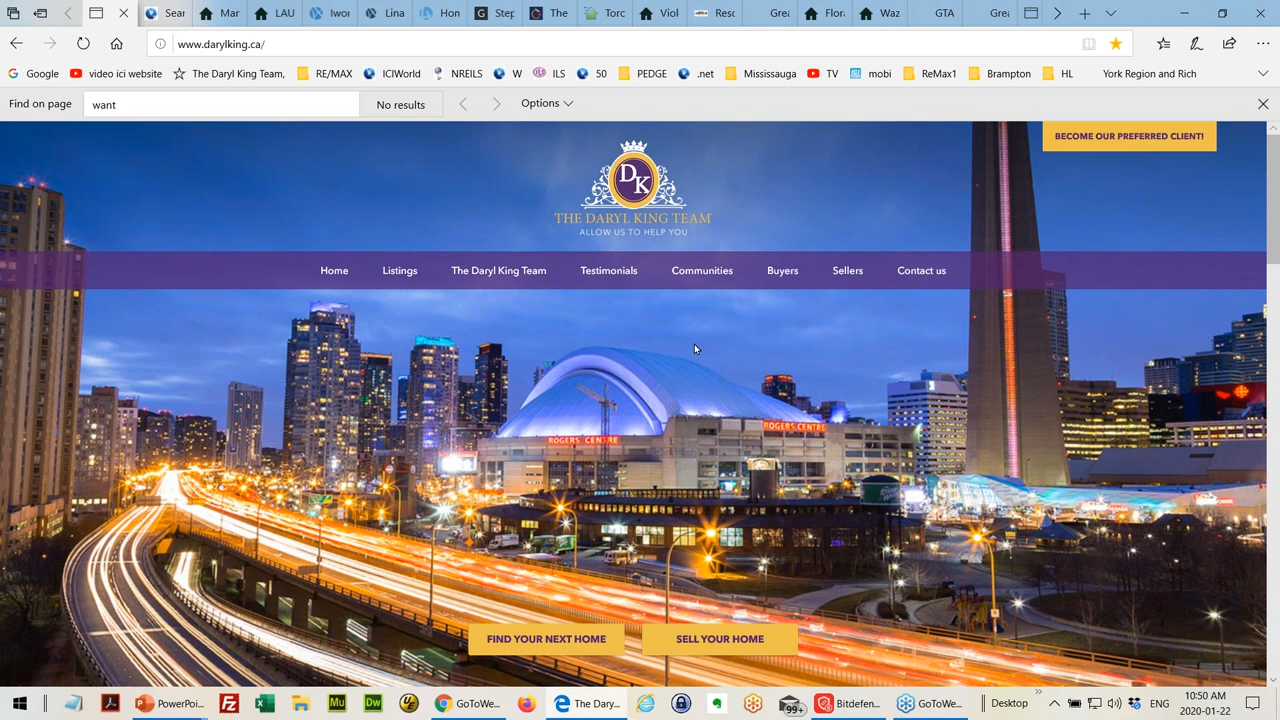 Sea
Mar
LAU
Iwor
Lina
Hon
Step
The
Torc
Viol
Resc
Grea
Flora
Waz
GTA
Grea
www.darylking.ca/
Google
video ici website
The Daryl King Team,
RE/MAX
ICIWorld
NREILS
W
ILS
50
PEDGE
.net
Mississauga
TV
mobi
ReMax1
Brampton
HL
York Region and Rich
Find on page
want
No results
Options
BECOME OUR PREFERRED CLIENT!
DK
THE DARYL KING TEAM
ALLOW US TO HELP YOU
Home
Listings
The Daryl King Team
Testimonials
Communities
Buyers
Sellers
Contact us
ROGERS CENTRE
ROGERS CENTRE
FIND YOUR NEXT HOME
SELL YOUR HOME
PowerPoi...
GoToWe...
The Dary...
99+
Bitdefen...
GoToWe...
Desktop
ENG
10:50 AM
2020-01-22